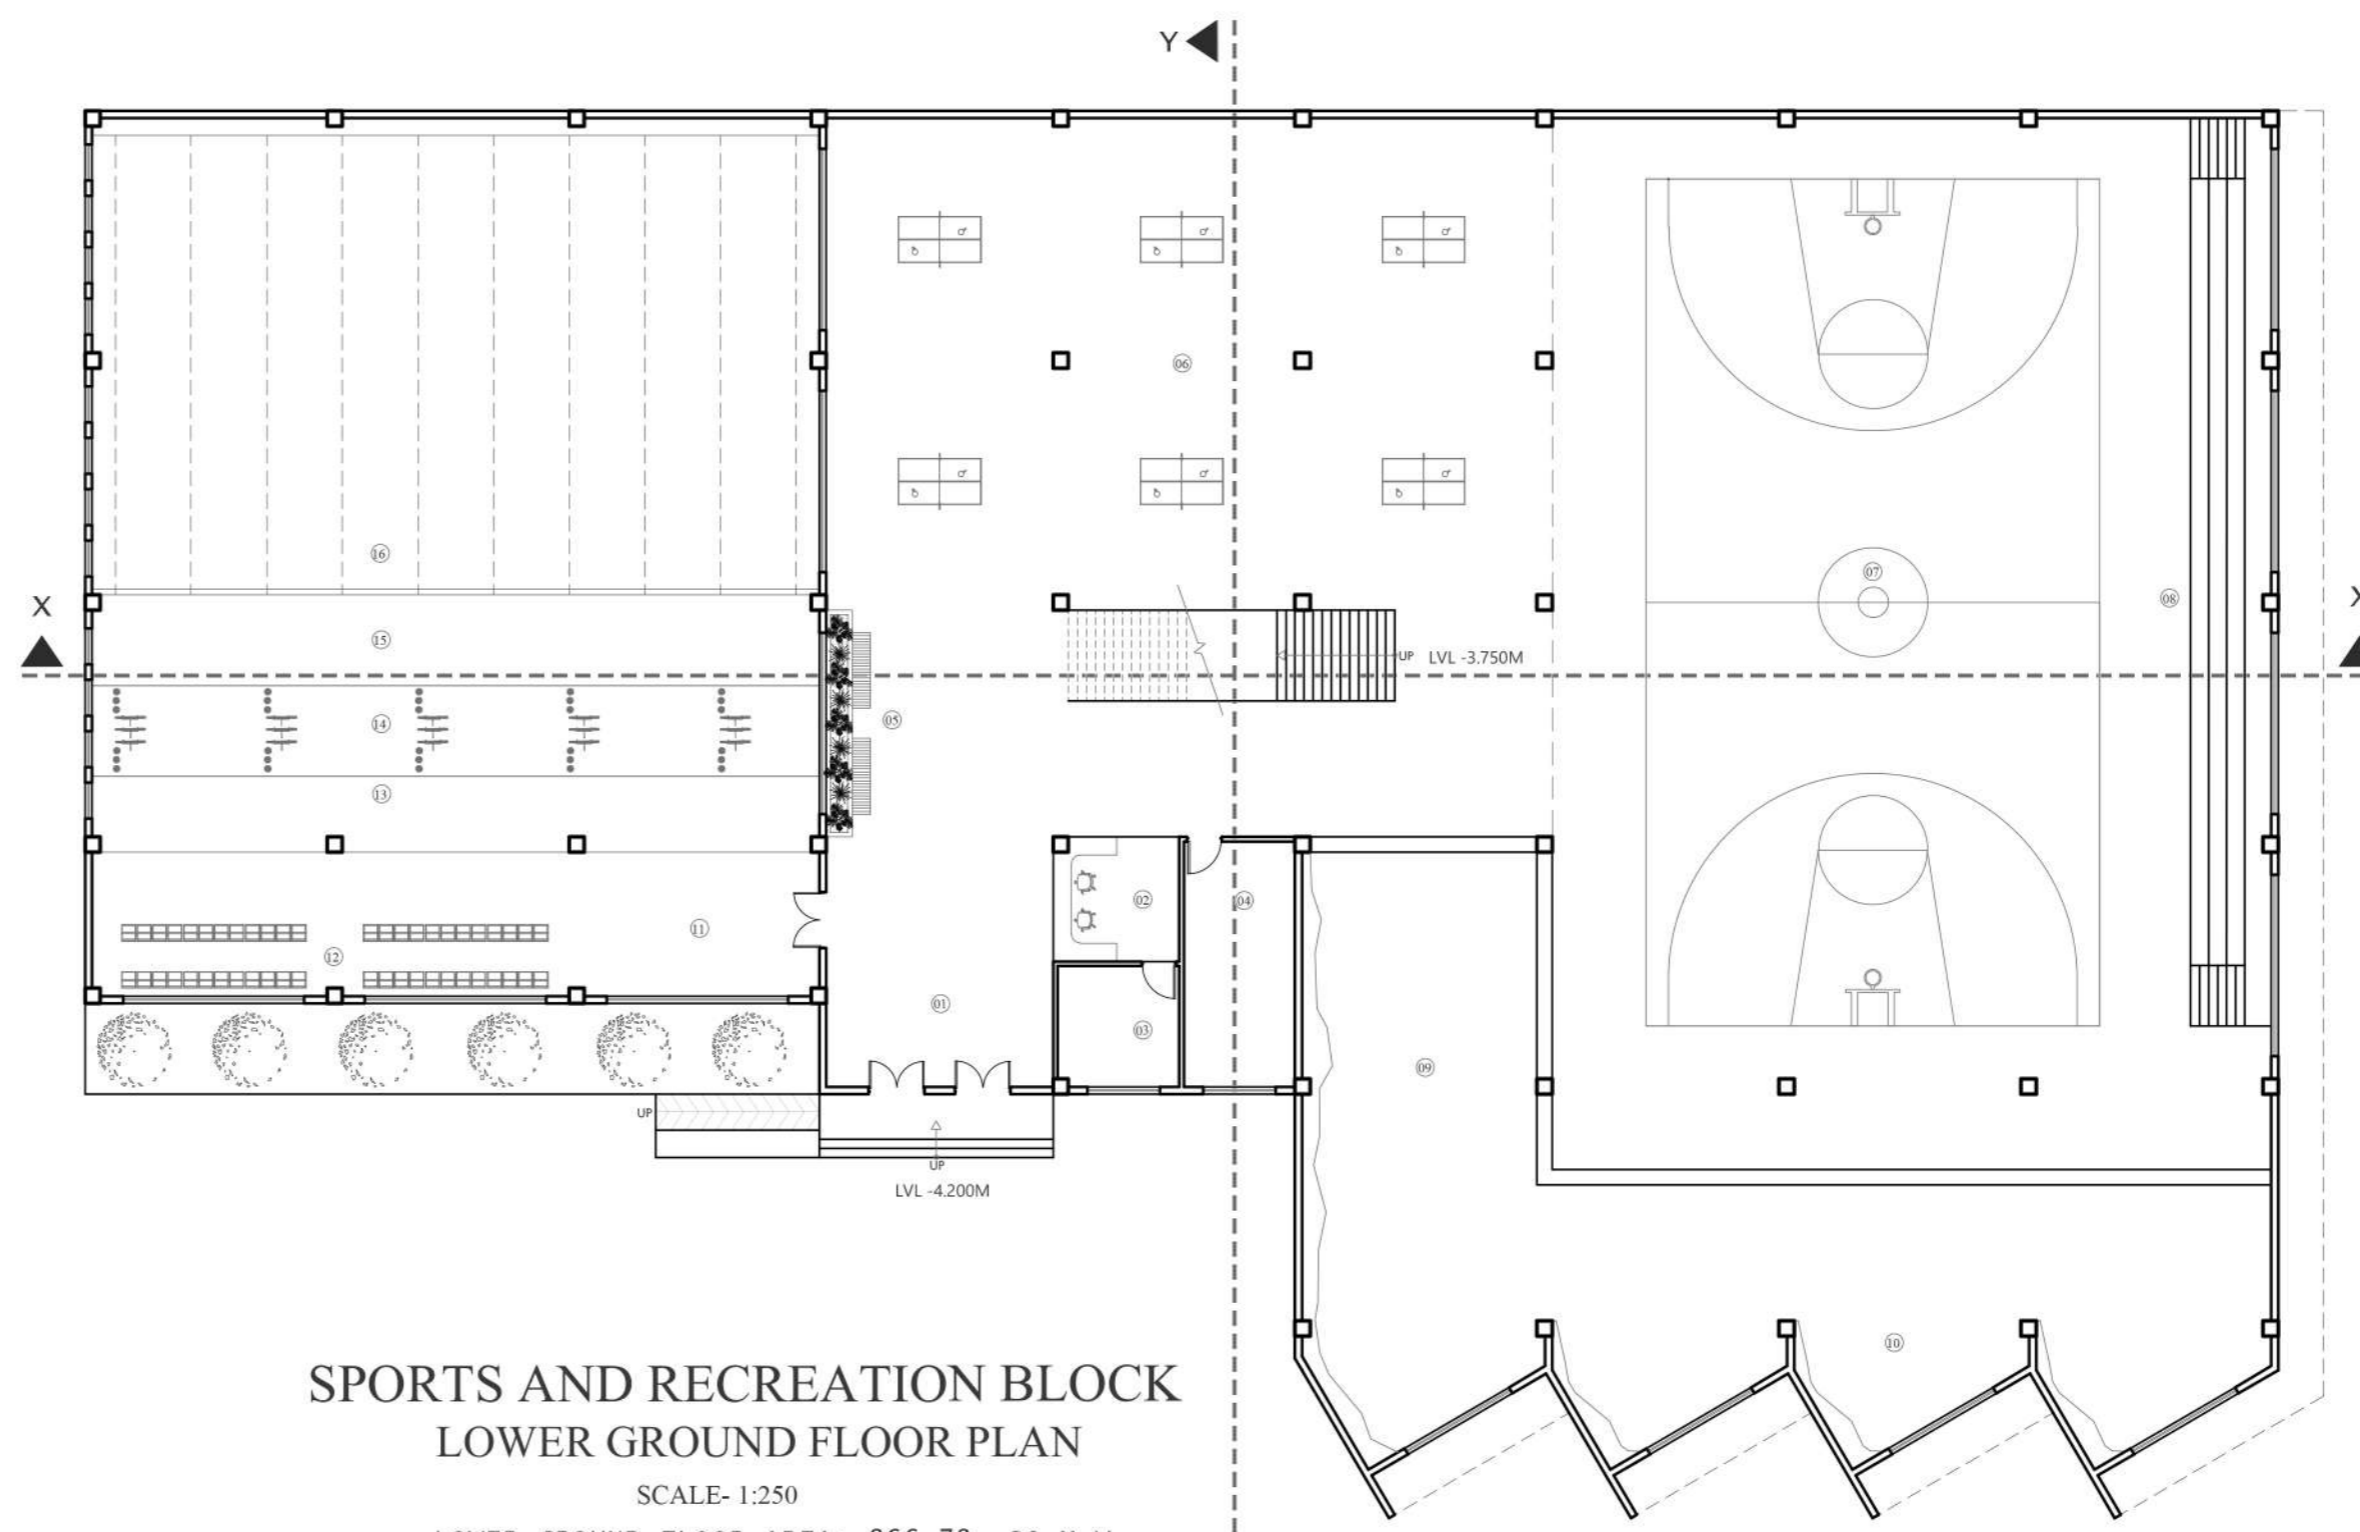 Y
06
16
07
08
X
X
15
UP LVL -3.750M
14
05
13
02
04
11
12
01
03
09
UP
UP
LVL -4.200M
10
SPORTS AND RECREATION BLOCK
LOWER GROUND FLOOR PLAN
SCALE- 1:250